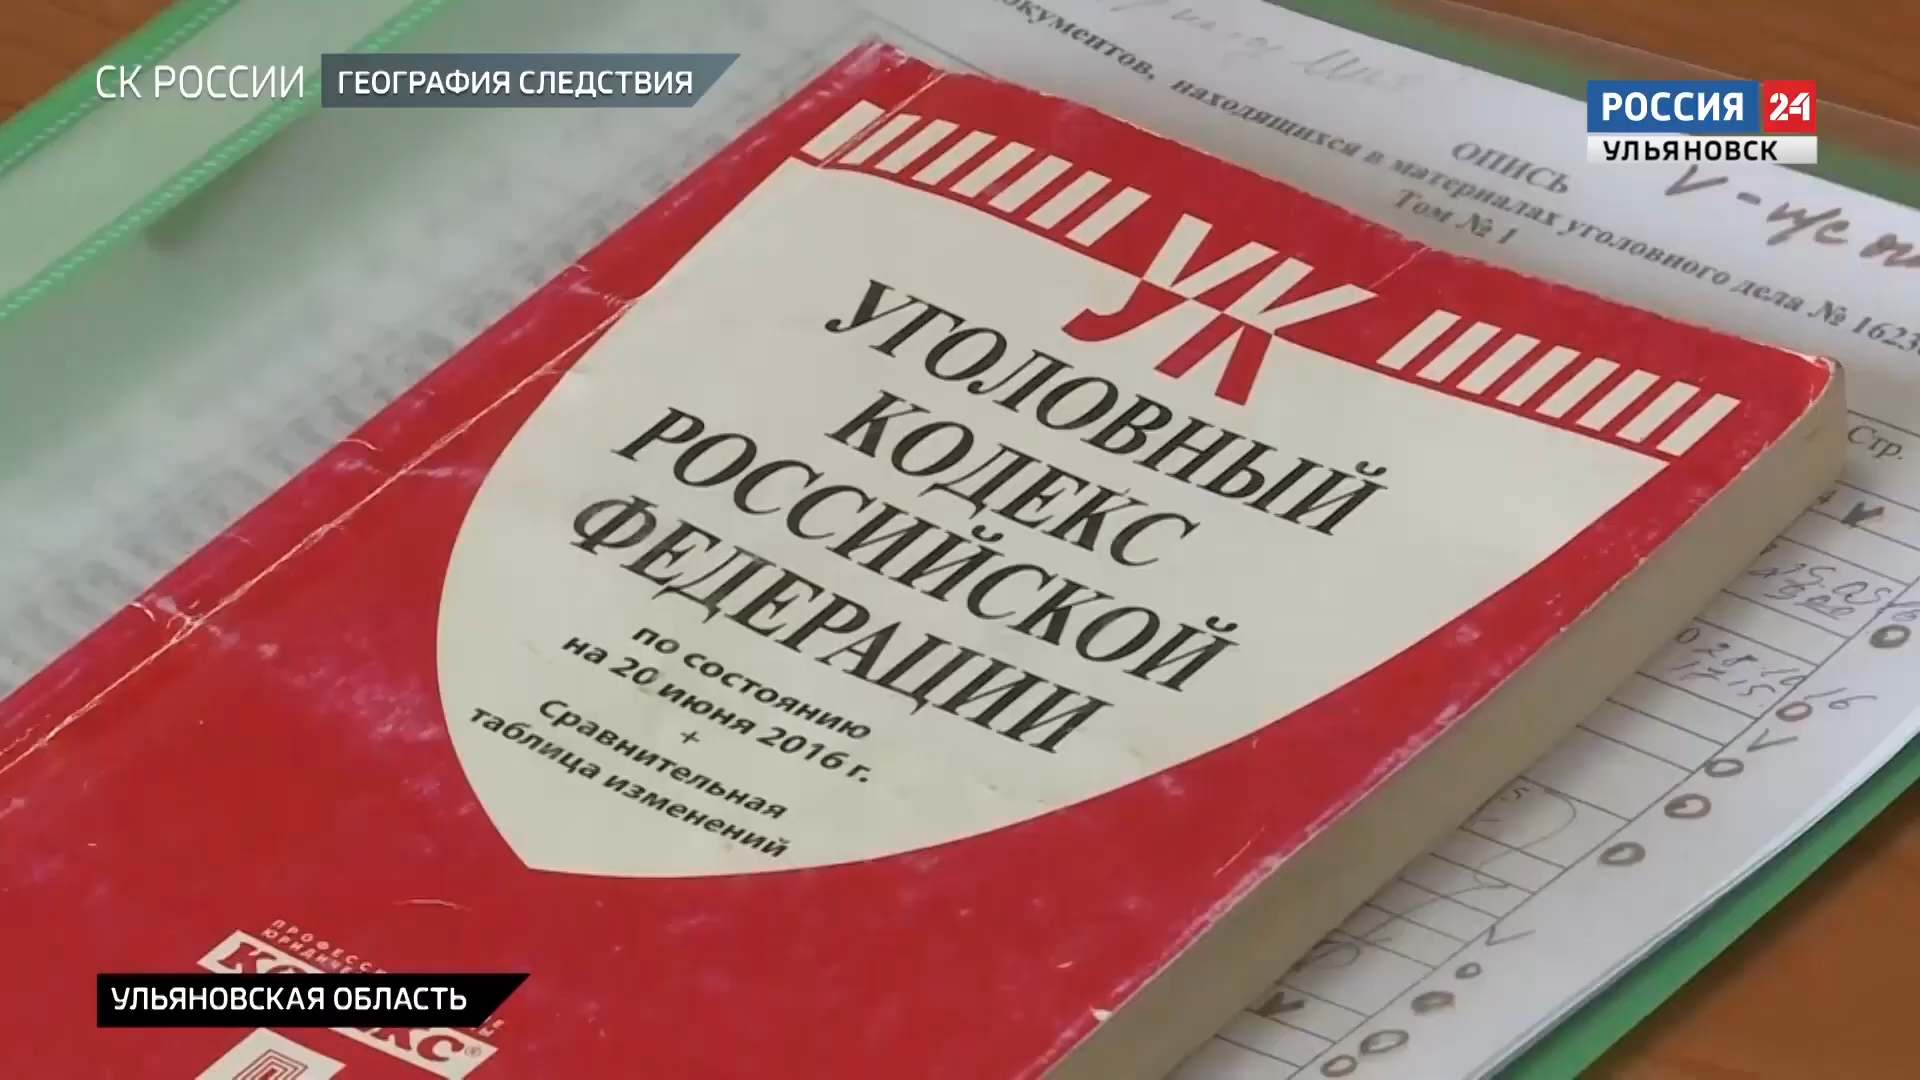 СК РОССИИ
ГЕОГРАФИЯ СЛЕДСТВИЯ
РОССИЯ 24
УЛЬЯНОВСК
ОПИСЬ
документов, находящихся в материалах уголовного дела № 1623
Том № 1
Стр.
УК
УГОЛОВНЫЙ
КОДЕКС
РОССИЙСКОЙ
ФЕДЕРАЦИИ
по состоянию
на 20 июня 2016 г.
+
Сравнительная
таблица изменений
УЛЬЯНОВСКАЯ ОБЛАСТЬ